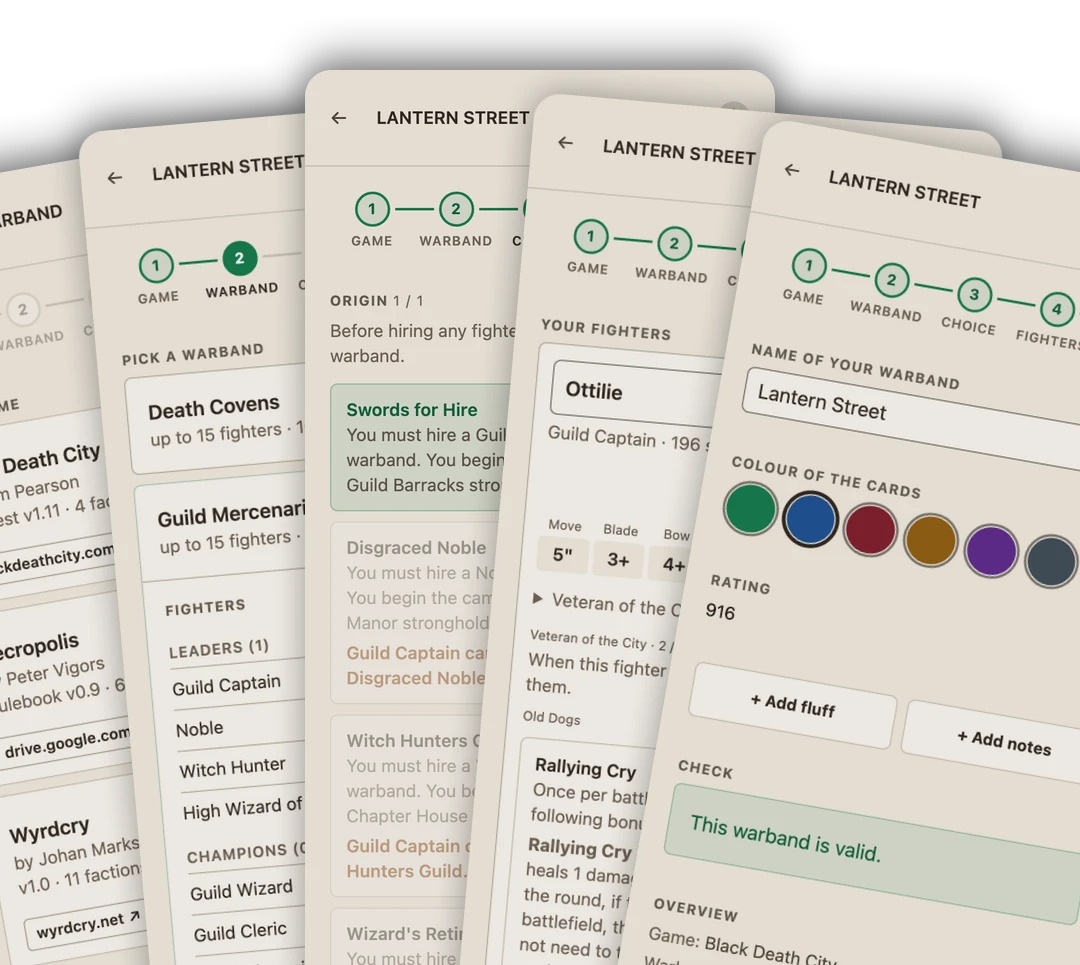 ARBAND
2
WARBAND
C
ME
Death City
m Pearson
est v1.11 · 4 fac
ckdeathcity.com
ecropolis
Peter Vigors
ulebook v0.9 · 6
drive.google.com
Wyrdcry
by Johan Marks
v1.0 · 11 faction
wyrdcry.net ↗
← LANTERN STREET
1 2
GAME WARBAND C
PICK A WARBAND
Death Covens
up to 15 fighters · 1
Guild Mercenari
up to 15 fighters ·
FIGHTERS
LEADERS (1)
Guild Captain
Noble
Witch Hunter
High Wizard of
CHAMPIONS (0
Guild Wizard
Guild Cleric
← LANTERN STREET
1 2
GAME WARBAND C
ORIGIN 1 / 1
Before hiring any fighte
warband.
Swords for Hire
You must hire a Guil
warband. You begin
Guild Barracks stro
Disgraced Noble
You must hire a No
You begin the cam
Manor stronghold
Guild Captain ca
Disgraced Noble
Witch Hunters G
You must hire a
warband. You be
Chapter House
Guild Captain c
Hunters Guild.
Wizard's Retin
You must hire
← LANTERN STREET
1 2
GAME WARBAND C
YOUR FIGHTERS
Ottilie
Guild Captain · 196 s
Move Blade Bow
5" 3+ 4+
▶ Veteran of the C
Veteran of the City · 2 /
When this fighter
them.
Old Dogs
Rallying Cry
Once per battl
following bonu
Rallying Cry
heals 1 damag
the round, if
battlefield, th
not need to t
← LANTERN STREET
1 2 3 4
GAME WARBAND CHOICE FIGHTERS
NAME OF YOUR WARBAND
Lantern Street
COLOUR OF THE CARDS
RATING
916
+ Add fluff + Add notes
CHECK
This warband is valid.
OVERVIEW
Game: Black Death City